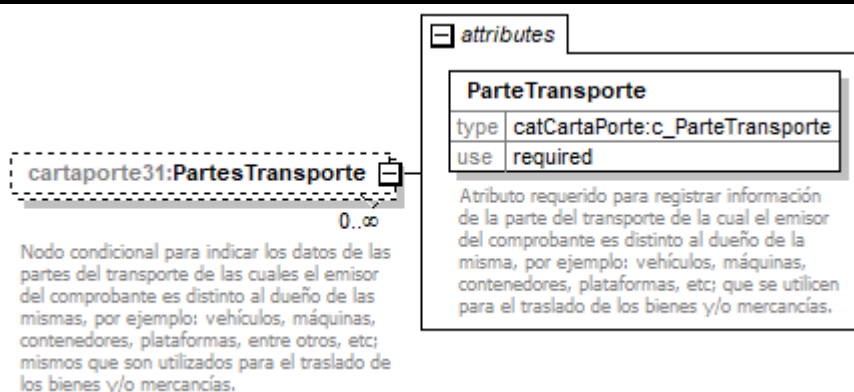 attributes
ParteTransporte
type catCartaPorte:c_ParteTransporte
use required
Atributo requerido para registrar información
de la parte del transporte de la cual el emisor
del comprobante es distinto al dueño de la
misma, por ejemplo: vehículos, máquinas,
contenedores, plataformas, etc; que se utilicen
para el traslado de los bienes y/o mercancías.
cartaporte31:PartesTransporte
0..∞
Nodo condicional para indicar los datos de las
partes del transporte de las cuales el emisor
del comprobante es distinto al dueño de las
mismas, por ejemplo: vehículos, máquinas,
contenedores, plataformas, entre otros, etc;
mismos que son utilizados para el traslado de
los bienes y/o mercancías.